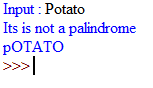 Input : Potato
Its is not a palindrome
pOTATO
>>>